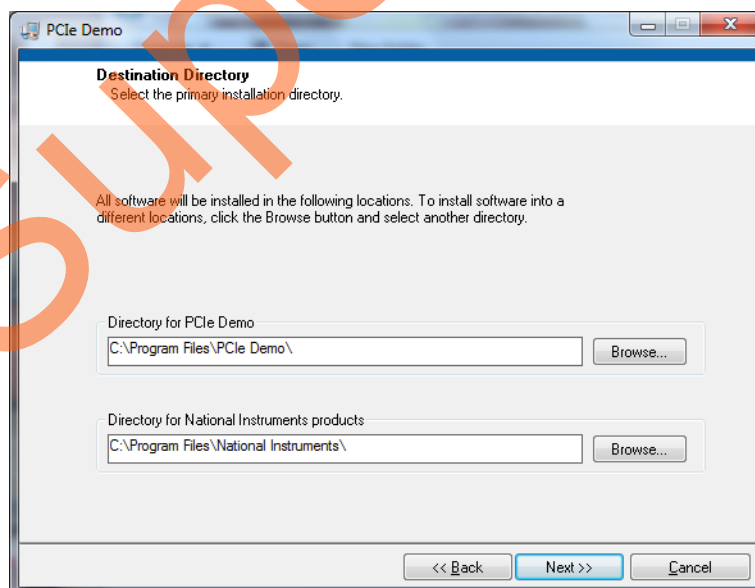 PCIe Demo
Destination Directory
Select the primary installation directory.
All software will be installed in the following locations. To install software into a
different locations, click the Browse button and select another directory.
Directory for PCIe Demo
C:\Program Files\PCIe Demo\
Browse...
Directory for National Instruments products
C:\Program Files\National Instruments\
Browse...
<< Back
Next >>
Cancel